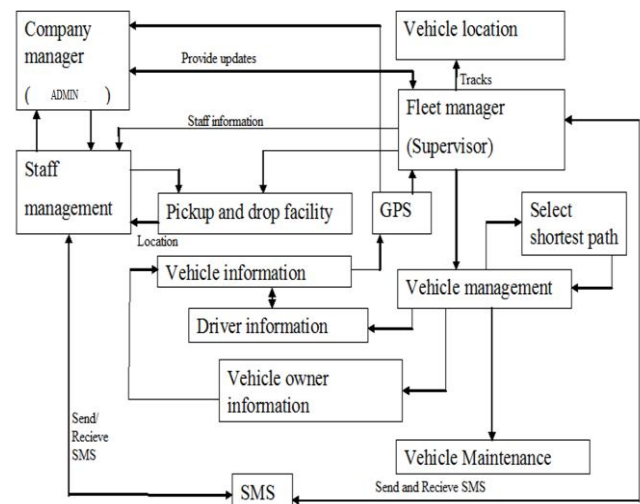 Company
manager
( ADMIN )
Vehicle location
Provide updates
Tracks
Fleet manager
(Supervisor)
Staff information
Staff
management
Pickup and drop facility
GPS
Select
shortest path
Location
Vehicle information
Vehicle management
Driver information
Vehicle owner
information
Send/
Recieve
SMS
Vehicle Maintenance
SMS
Send and Recieve SMS